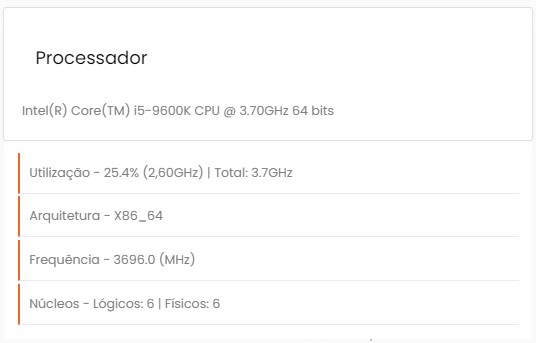 Processador
Intel(R) Core(TM) i5-9600K CPU @ 3.70GHz 64 bits
Utilização - 25.4% (2,60GHz) | Total: 3.7GHz
Arquitetura - X86_64
Frequência - 3696.0 (MHz)
Núcleos - Lógicos: 6 | Físicos: 6